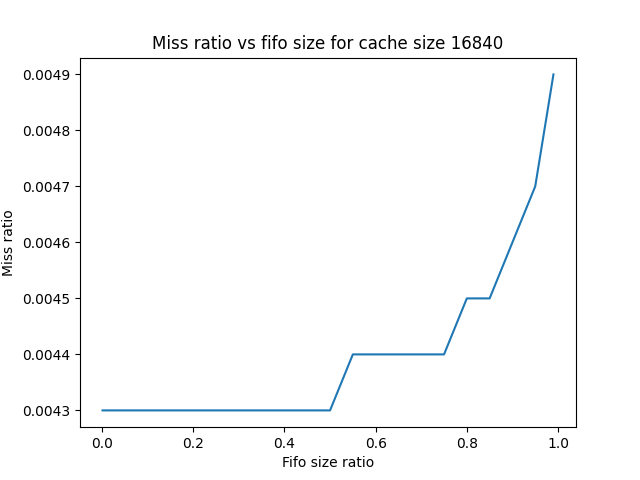 Miss ratio vs fifo size for cache size 16840
0.0049
0.0048
0.0047
0.0046
0.0045
0.0044
0.0043
Miss ratio
0.0 0.2 0.4 0.6 0.8 1.0
Fifo size ratio